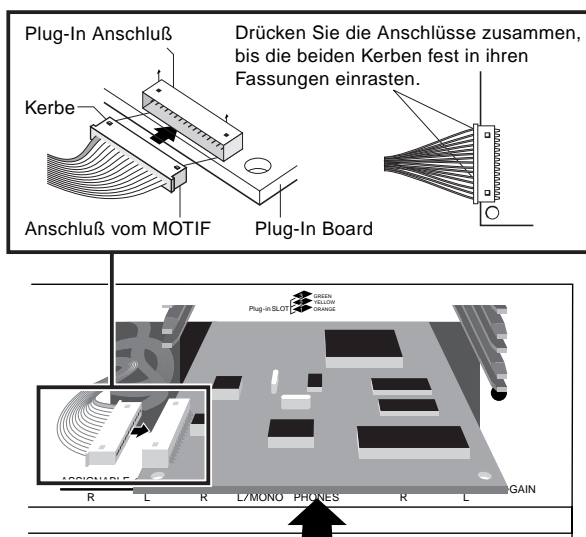 Plug-In Anschluß
Drücken Sie die Anschlüsse zusammen,
bis die beiden Kerben fest in ihren
Fassungen einrasten.
Kerbe
Anschluß vom MOTIF
Plug-In Board
Plug-in SLOT
GREEN
YELLOW
ORANGE
ASSIGNABLE
R L R L/MONO PHONES R L GAIN